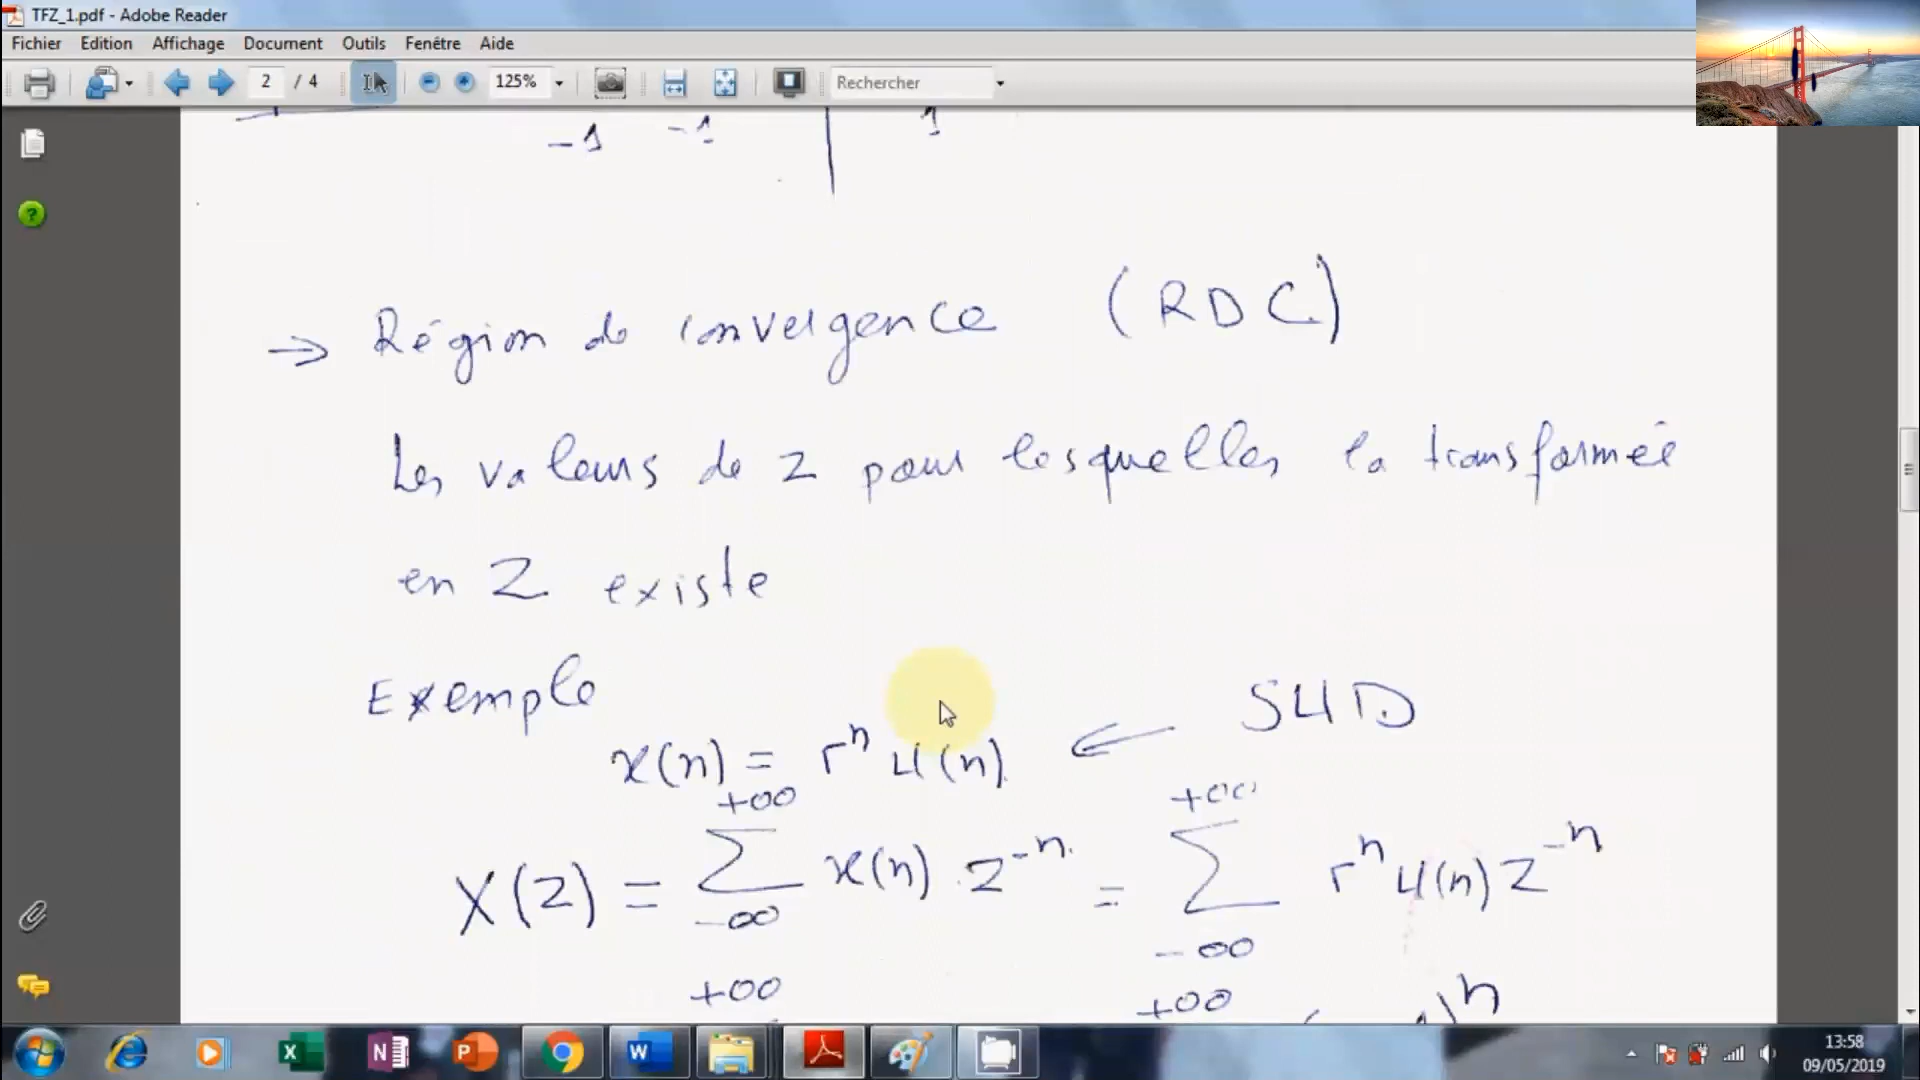 TFZ_1.pdf - Adobe Reader
Fichier Edition Affichage Document Outils Fenêtre Aide
2 / 4 125% Rechercher
-1 -1 1
→ Région de convergence (RDC)
Les valeurs de z pour lesquelles la transformée
en Z existe
Exemple
x(n) = r^n u(n) ← SUD
X(z) = ∑_{-∞}^{+∞} x(n) z^{-n} = ∑_{-∞}^{+∞} r^n u(n) z^{-n}
+∞ +∞ n
13:58
09/05/2019